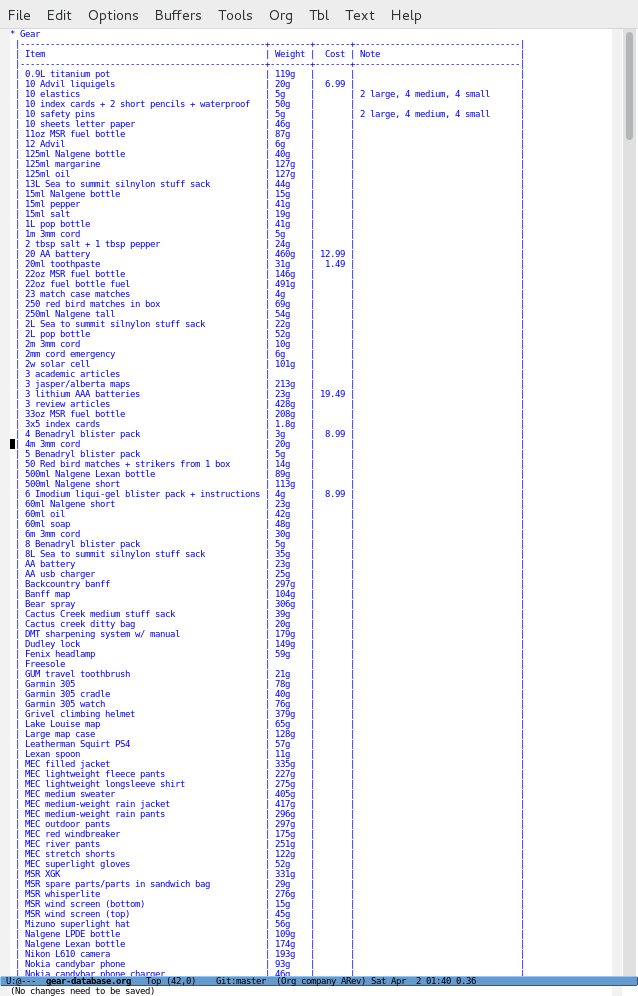 File Edit Options Buffers Tools Org Tbl Text Help
* Gear
|-------------------------------------------------+--------+-------+---------------------------------|
| Item | Weight | Cost | Note |
|-------------------------------------------------+--------+-------+---------------------------------|
| 0.9L titanium pot | 119g | | |
| 10 Advil liquigels | 20g | 6.99 | |
| 10 elastics | 5g | | 2 large, 4 medium, 4 small |
| 10 index cards + 2 short pencils + waterproof | 50g | | |
| 10 safety pins | 5g | | 2 large, 4 medium, 4 small |
| 10 sheets letter paper | 46g | | |
| 11oz MSR fuel bottle | 87g | | |
| 12 Advil | 6g | | |
| 125ml Nalgene bottle | 40g | | |
| 125ml margarine | 127g | | |
| 125ml oil | 127g | | |
| 13L Sea to summit silnylon stuff sack | 44g | | |
| 15ml Nalgene bottle | 15g | | |
| 15ml pepper | 41g | | |
| 15ml salt | 19g | | |
| 1L pop bottle | 41g | | |
| 1m 3mm cord | 5g | | |
| 2 tbsp salt + 1 tbsp pepper | 24g | | |
| 20 AA battery | 460g | 12.99 | |
| 20ml toothpaste | 31g | 1.49 | |
| 22oz MSR fuel bottle | 146g | | |
| 22oz fuel bottle fuel | 491g | | |
| 23 match case matches | 4g | | |
| 250 red bird matches in box | 69g | | |
| 250ml Nalgene tall | 54g | | |
| 2L Sea to summit silnylon stuff sack | 22g | | |
| 2L pop bottle | 52g | | |
| 2m 3mm cord | 10g | | |
| 2mm cord emergency | 6g | | |
| 2w solar cell | 101g | | |
| 3 academic articles | | | |
| 3 jasper/alberta maps | 213g | | |
| 3 lithium AAA batteries | 23g | 19.49 | |
| 3 review articles | 428g | | |
| 33oz MSR fuel bottle | 208g | | |
| 3x5 index cards | 1.8g | | |
| 4 Benadryl blister pack | 3g | 8.99 | |
| 4m 3mm cord | 20g | | |
| 5 Benadryl blister pack | 5g | | |
| 50 Red bird matches + strikers from 1 box | 14g | | |
| 500ml Nalgene Lexan bottle | 89g | | |
| 500ml Nalgene short | 113g | | |
| 6 Imodium liqui-gel blister pack + instructions | 4g | 8.99 | |
| 60ml Nalgene short | 23g | | |
| 60ml oil | 42g | | |
| 60ml soap | 48g | | |
| 6m 3mm cord | 30g | | |
| 8 Benadryl blister pack | 5g | | |
| 8L Sea to summit silnylon stuff sack | 35g | | |
| AA battery | 23g | | |
| AA usb charger | 25g | | |
| Backcountry banff | 297g | | |
| Banff map | 104g | | |
| Bear spray | 306g | | |
| Cactus Creek medium stuff sack | 39g | | |
| Cactus creek ditty bag | 20g | | |
| DMT sharpening system w/ manual | 179g | | |
| Dudley lock | 149g | | |
| Fenix headlamp | 59g | | |
| Freesole | | | |
| GUM travel toothbrush | 21g | | |
| Garmin 305 | 78g | | |
| Garmin 305 cradle | 40g | | |
| Garmin 305 watch | 76g | | |
| Grivel climbing helmet | 379g | | |
| Lake Louise map | 65g | | |
| Large map case | 128g | | |
| Leatherman Squirt PS4 | 57g | | |
| Lexan spoon | 11g | | |
| MEC filled jacket | 335g | | |
| MEC lightweight fleece pants | 227g | | |
| MEC lightweight longsleeve shirt | 275g | | |
| MEC medium sweater | 405g | | |
| MEC medium-weight rain jacket | 417g | | |
| MEC medium-weight rain pants | 296g | | |
| MEC outdoor pants | 297g | | |
| MEC red windbreaker | 175g | | |
| MEC river pants | 251g | | |
| MEC stretch shorts | 122g | | |
| MEC superlight gloves | 52g | | |
| MSR XGK | 331g | | |
| MSR spare parts/parts in sandwich bag | 29g | | |
| MSR whisperlite | 276g | | |
| MSR wind screen (bottom) | 15g | | |
| MSR wind screen (top) | 45g | | |
| Mizuno superlight hat | 56g | | |
| Nalgene LPDE bottle | 109g | | |
| Nalgene Lexan bottle | 174g | | |
| Nikon L610 camera | 193g | | |
| Nokia candybar phone | 93g | | |
| Nokia candybar phone charger | 46g | | |
U:@--- gear-database.org Top (42,0) Git:master (Org company ARev) Sat Apr 2 01:40 0.36
(No changes need to be saved)